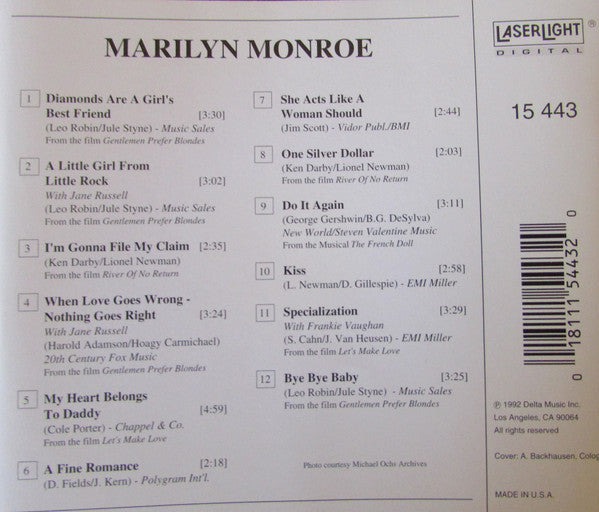 MARILYN MONROE
1 Diamonds Are A Girl's
Best Friend [3:30]
(Leo Robin/Jule Styne) - Music Sales
From the film Gentlemen Prefer Blondes
2 A Little Girl From
Little Rock [3:02]
With Jane Russell
(Leo Robin/Jule Styne) - Music Sales
From the film Gentlemen Prefer Blondes
3 I'm Gonna File My Claim [2:35]
(Ken Darby/Lionel Newman)
From the film River Of No Return
4 When Love Goes Wrong -
Nothing Goes Right [3:24]
With Jane Russell
(Harold Adamson/Hoagy Carmichael)
20th Century Fox Music
From the film Gentlemen Prefer Blondes
5 My Heart Belongs
To Daddy [4:59]
(Cole Porter) - Chappel & Co.
From the film Let's Make Love
6 A Fine Romance [2:18]
(D. Fields/J. Kern) - Polygram Int'l.
7 She Acts Like A
Woman Should [2:44]
(Jim Scott) - Vidor Publ./BMI
8 One Silver Dollar [2:03]
(Ken Darby/Lionel Newman)
From the film River Of No Return
9 Do It Again [3:11]
(George Gershwin/B.G. DeSylva)
New World/Steven Valentine Music
From the Musical The French Doll
10 Kiss [2:58]
(L. Newman/D. Gillespie) - EMI Miller
11 Specialization [3:29]
With Frankie Vaughan
(S. Cahn/J. Van Heusen) - EMI Miller
From the film Let's Make Love
12 Bye Bye Baby [3:25]
(Leo Robin/Jule Styne) - Music Sales
From the film Gentlemen Prefer Blondes
Photo courtesy Michael Ochs Archives
LASERLIGHT ®
DIGITAL
15 443
0 18111 54432 0
℗ 1992 Delta Music Inc.
Los Angeles, CA 90064
All rights reserved.
Cover: A. Backhausen, Colog
MADE IN U.S.A.